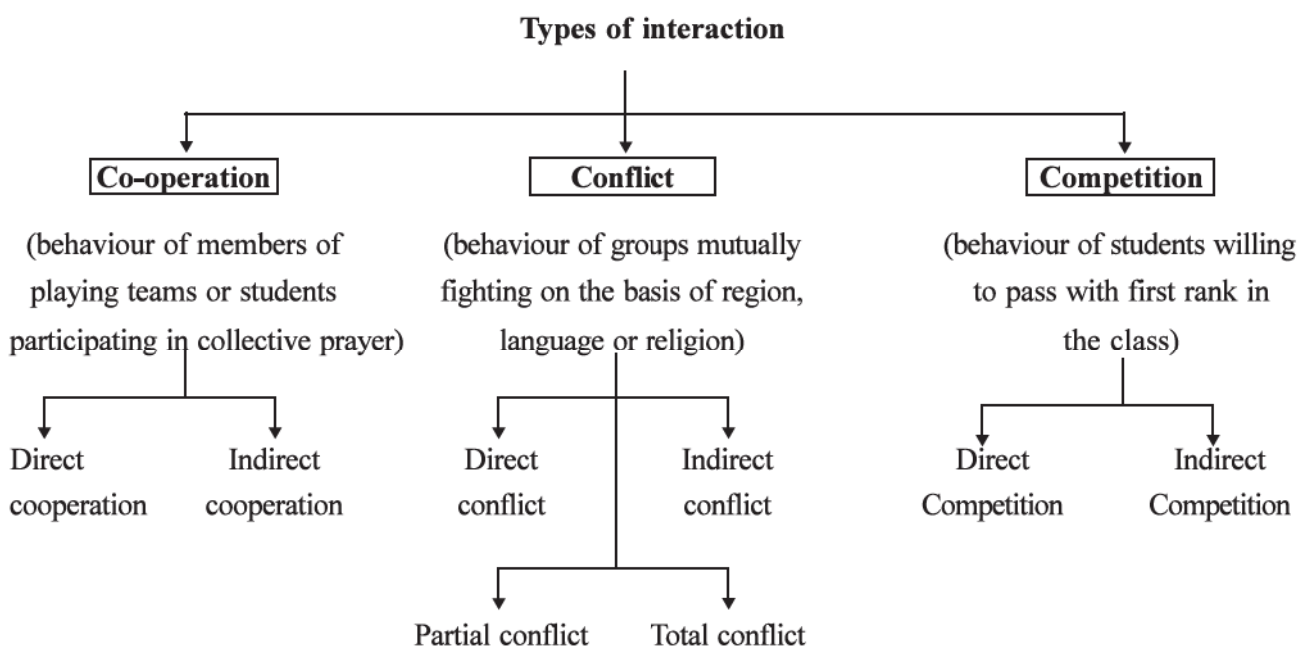 Types of interaction
Co-operation
Conflict
Competition
(behaviour of members of
playing teams or students
participating in collective prayer)
(behaviour of groups mutually
fighting on the basis of region,
language or religion)
(behaviour of students willing
to pass with first rank in
the class)
Direct
cooperation
Indirect
cooperation
Direct
conflict
Indirect
conflict
Direct
Competition
Indirect
Competition
Partial conflict
Total conflict